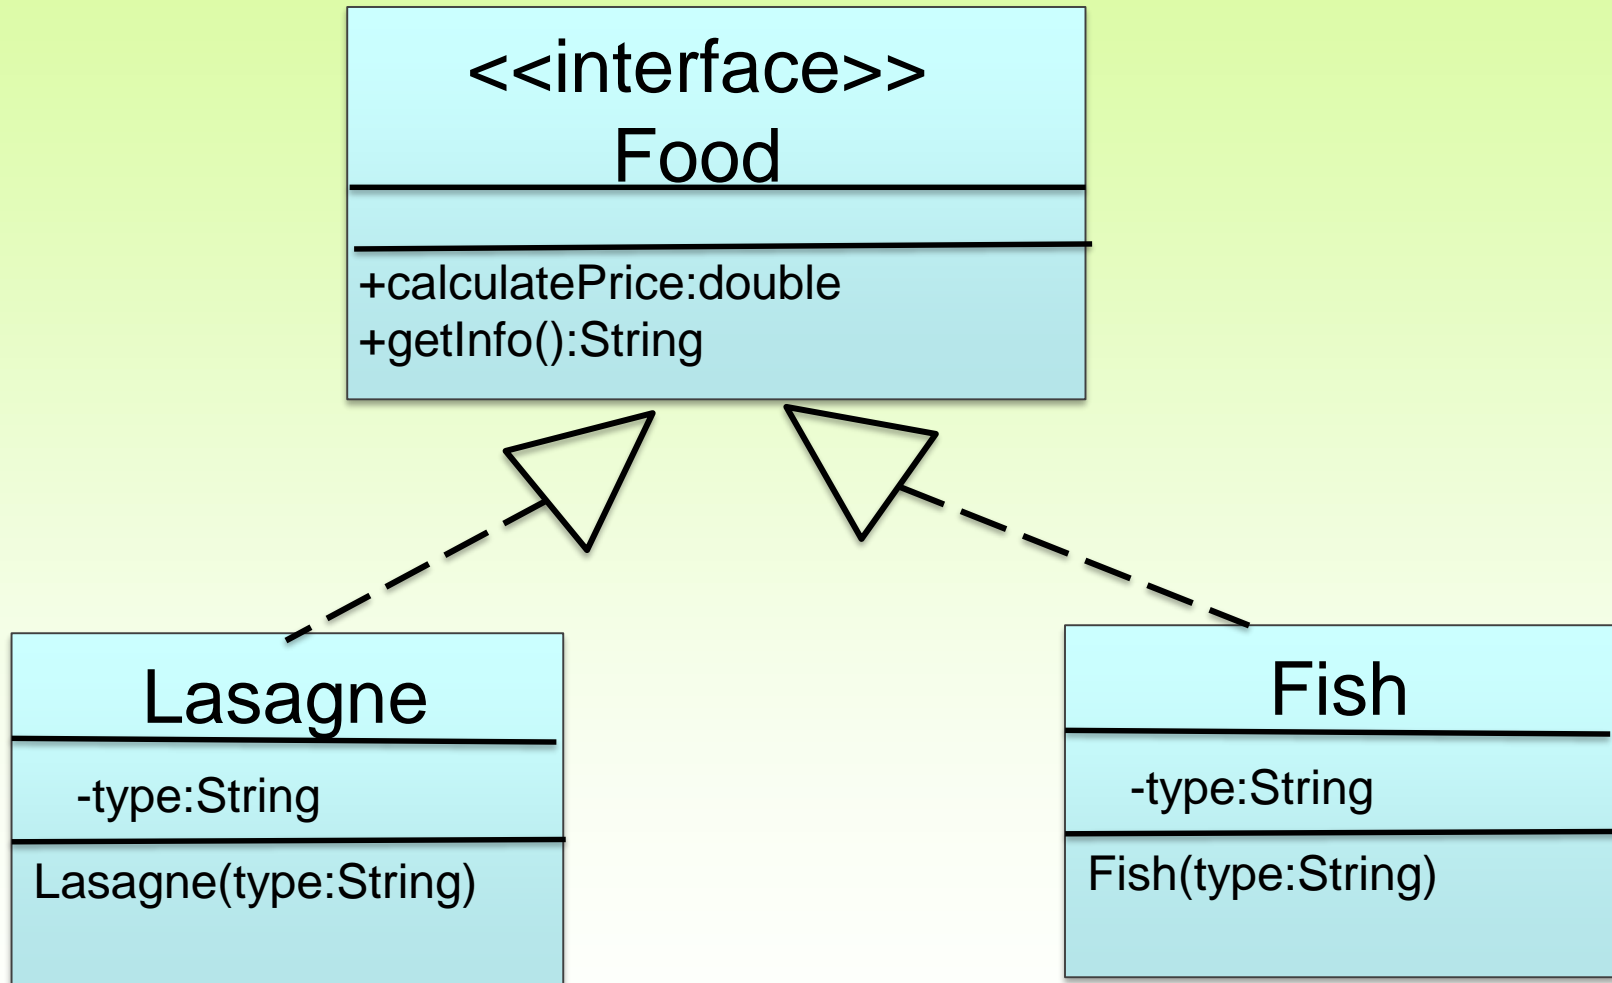 <<interface>>
Food
+calculatePrice:double
+getInfo():String
Lasagne
-type:String
Lasagne(type:String)
Fish
-type:String
Fish(type:String)